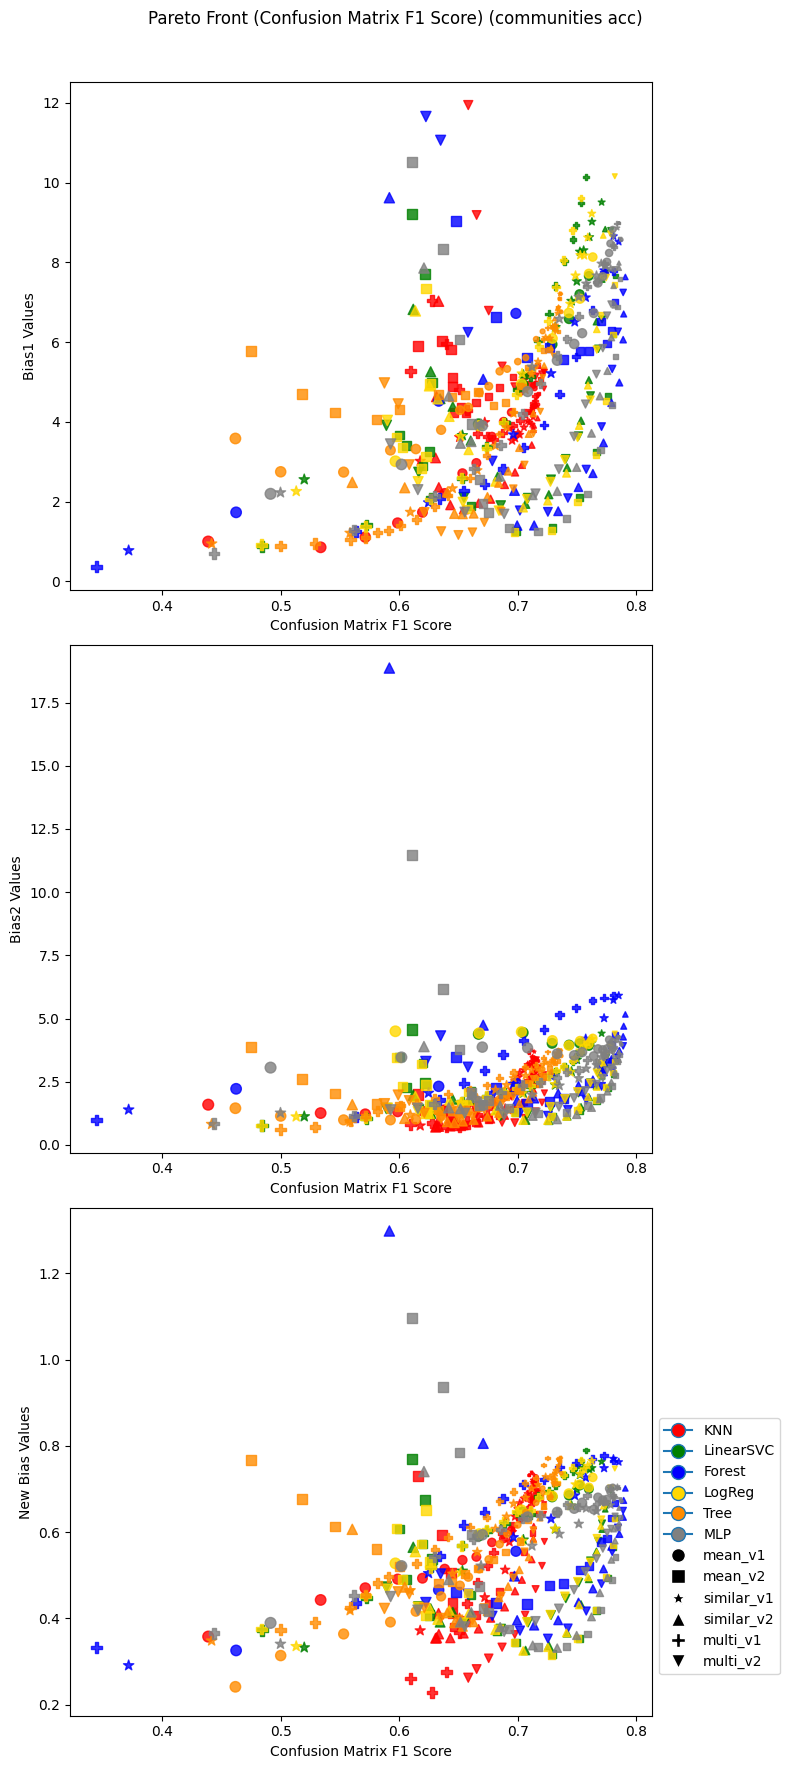 Pareto Front (Confusion Matrix F1 Score) (communities acc)
12
10
8
6
4
2
0
Bias1 Values
0.4 0.5 0.6 0.7 0.8
Confusion Matrix F1 Score
17.5
15.0
12.5
10.0
7.5
5.0
2.5
0.0
Bias2 Values
0.4 0.5 0.6 0.7 0.8
Confusion Matrix F1 Score
1.2
1.0
0.8
0.6
0.4
0.2
New Bias Values
0.4 0.5 0.6 0.7 0.8
Confusion Matrix F1 Score
KNN
LinearSVC
Forest
LogReg
Tree
MLP
mean_v1
mean_v2
similar_v1
similar_v2
multi_v1
multi_v2